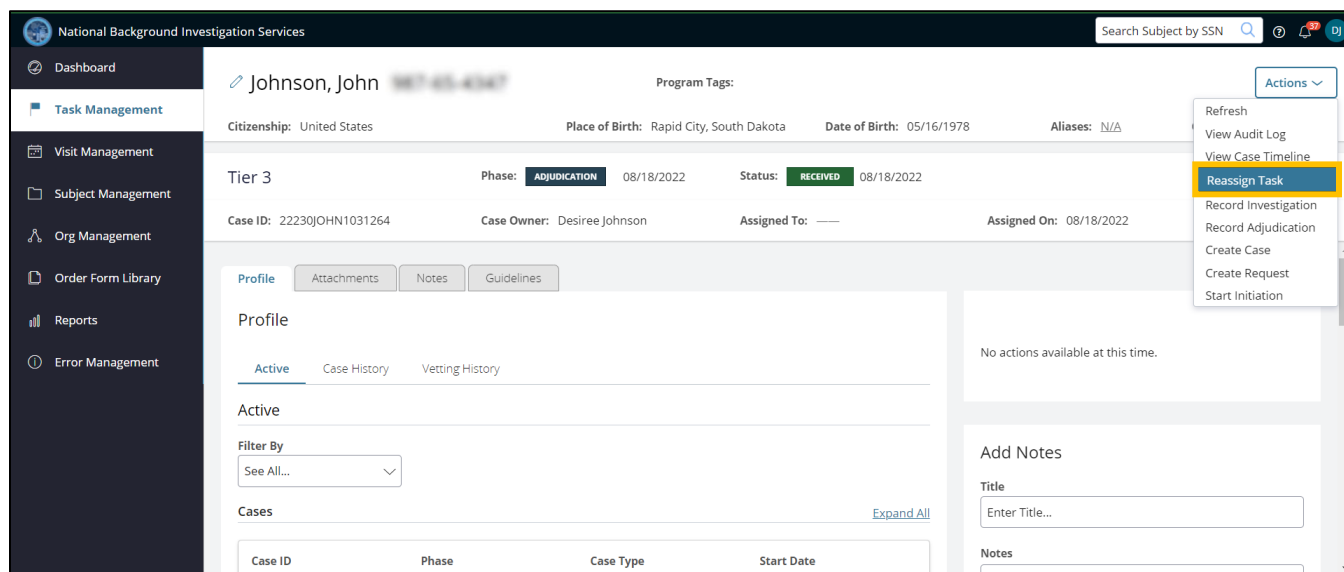 National Background Investigation Services
Search Subject by SSN
37
DJ
Dashboard
Task Management
Visit Management
Subject Management
Org Management
Order Form Library
Reports
Error Management
Johnson, John
Program Tags:
Actions
Citizenship: United States
Place of Birth: Rapid City, South Dakota
Date of Birth: 05/16/1978
Aliases: N/A
Refresh
View Audit Log
View Case Timeline
Reassign Task
Record Investigation
Record Adjudication
Create Case
Create Request
Start Initiation
Tier 3
Phase: ADJUDICATION 08/18/2022
Status: RECEIVED 08/18/2022
Case ID: 22230JOHN1031264
Case Owner: Desiree Johnson
Assigned To: ——
Assigned On: 08/18/2022
Profile
Attachments
Notes
Guidelines
Profile
Active
Case History
Vetting History
Active
Filter By
See All...
Cases
Expand All
Case ID
Phase
Case Type
Start Date
No actions available at this time.
Add Notes
Title
Enter Title...
Notes